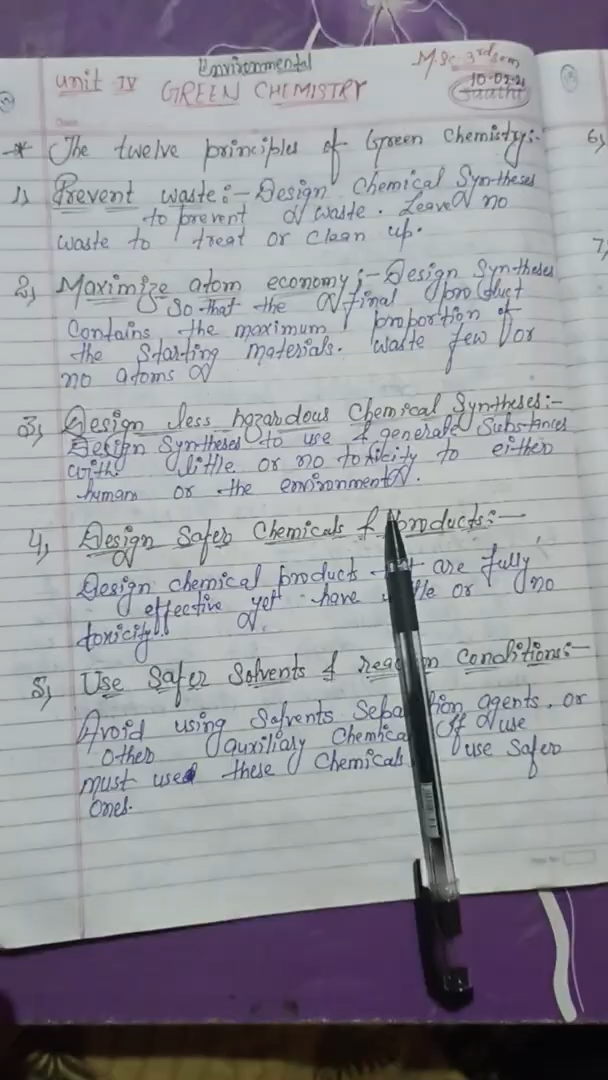 Environmental
M.Sc. 3rd sem
Unit IV
GREEN CHEMISTRY
* The twelve principles of Green Chemistry:-
1) Prevent waste:- Design Chemical Syntheses
to prevent waste. Leave no
waste to treat or clean up.
2) Maximize atom economy:- Design Syntheses
So that the final product
Contains the maximum proportion of
the starting materials. waste few or
no atoms
3) Design less hazardous Chemical Syntheses:-
Design Syntheses to use & generate Substances
with little or no toxicity to either
humans or the environment.
4) Design Safer Chemicals & products:-
Design chemical products are fully
effective yet have or no
toxicity.
5) Use Safer Solvents & conditions:-
Avoid using Solvents agents, or
other auxiliary Chemical If use
must used these Chemicals use Safer
ones.
6)
7)